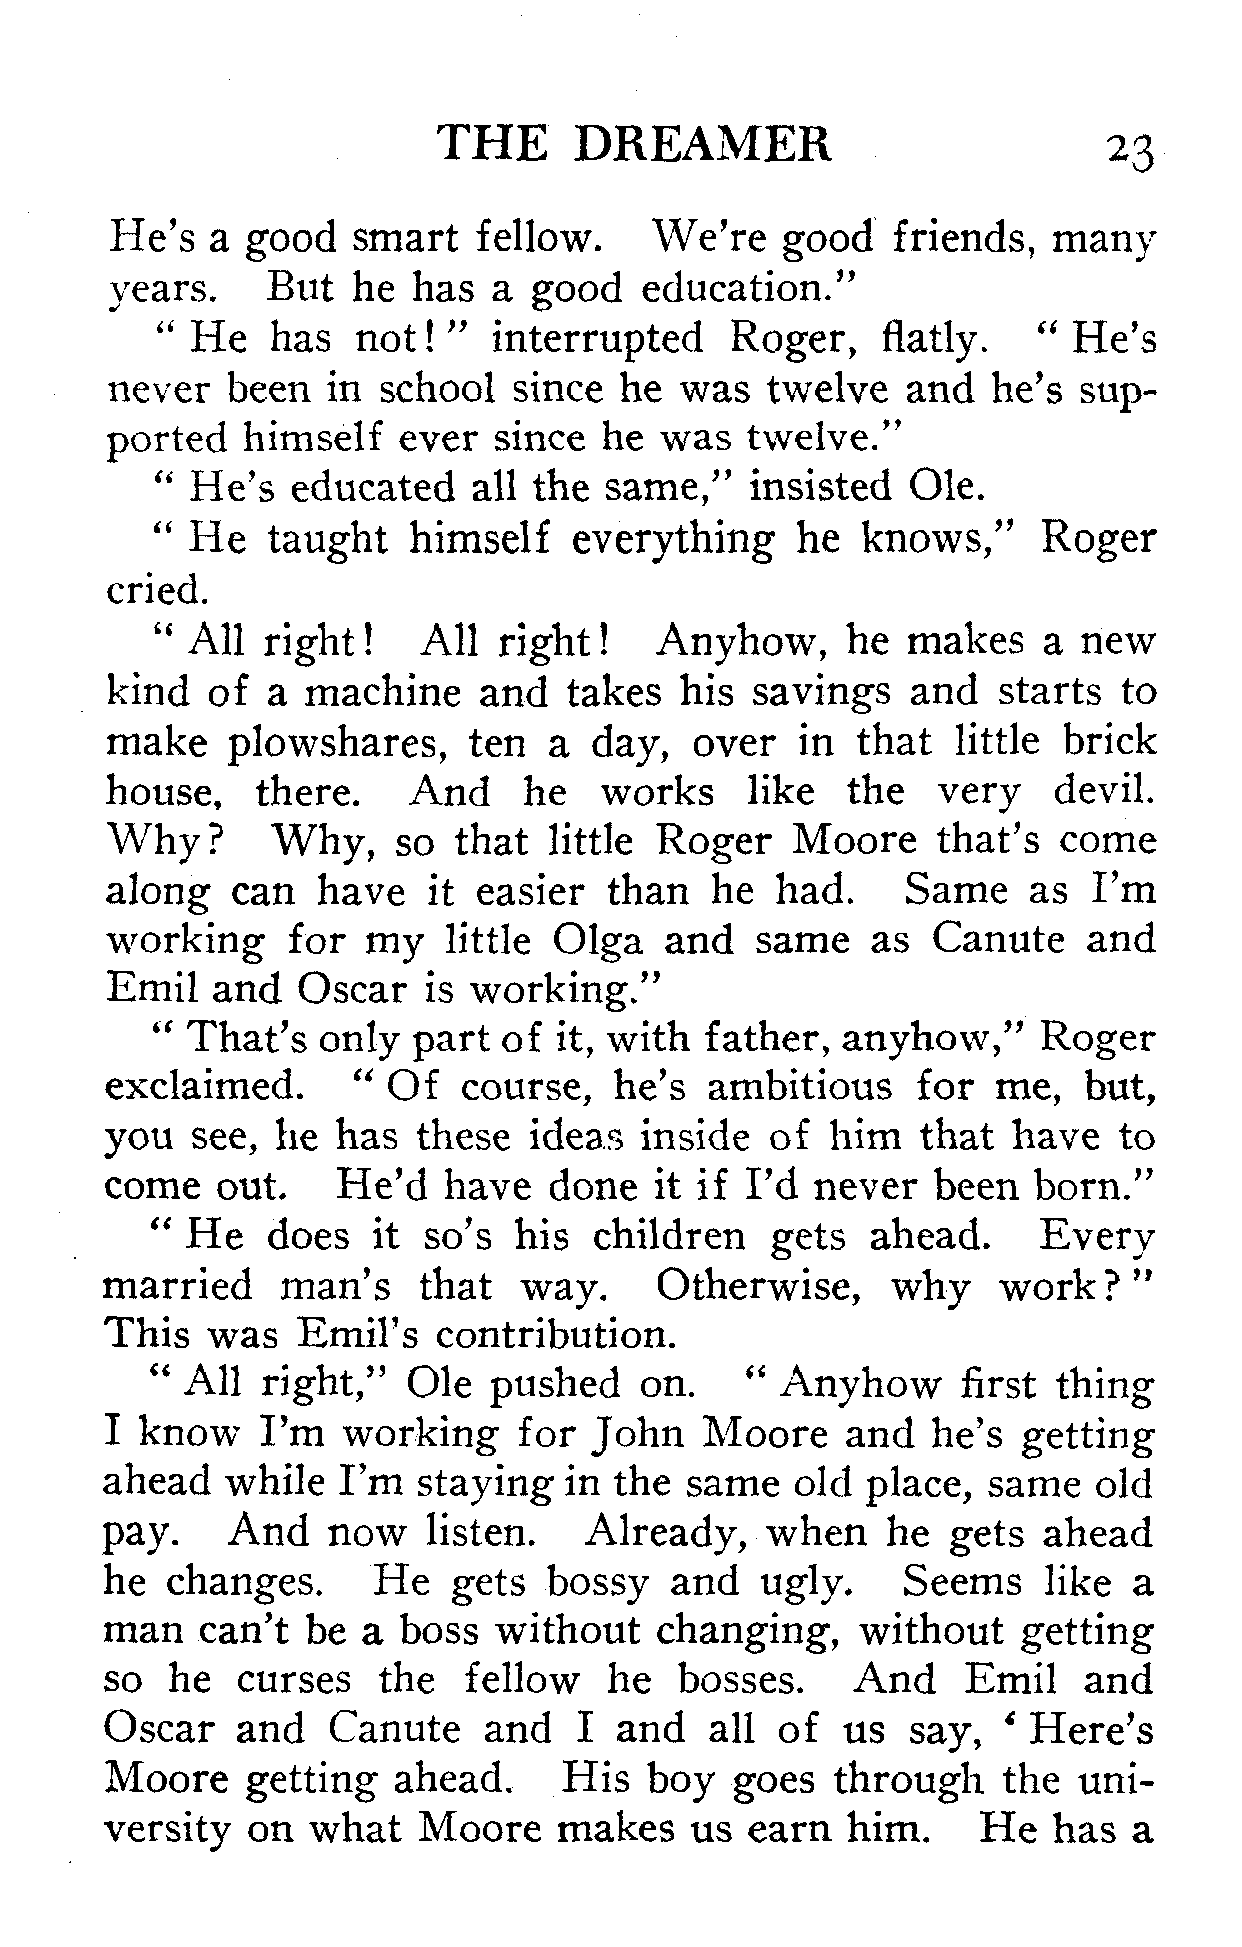 THE DREAMER 23
He's a good smart fellow. We're good friends, many
years. But he has a good education."
" He has not! " interrupted Roger, flatly. " He's
never been in school since he was twelve and he's sup-
ported himself ever since he was twelve."
" He's educated all the same," insisted Ole.
" He taught himself everything he knows," Roger
cried.
" All right! All right! Anyhow, he makes a new
kind of a machine and takes his savings and starts to
make plowshares, ten a day, over in that little brick
house, there. And he works like the very devil.
Why? Why, so that little Roger Moore that's come
along can have it easier than he had. Same as I'm
working for my little Olga and same as Canute and
Emil and Oscar is working."
" That's only part of it, with father, anyhow," Roger
exclaimed. " Of course, he's ambitious for me, but,
you see, he has these ideas inside of him that have to
come out. He'd have done it if I'd never been born."
" He does it so's his children gets ahead. Every
married man's that way. Otherwise, why work? "
This was Emil's contribution.
" All right," Ole pushed on. " Anyhow first thing
I know I'm working for John Moore and he's getting
ahead while I'm staying in the same old place, same old
pay. And now listen. Already, when he gets ahead
he changes. He gets bossy and ugly. Seems like a
man can't be a boss without changing, without getting
so he curses the fellow he bosses. And Emil and
Oscar and Canute and I and all of us say, ' Here's
Moore getting ahead. His boy goes through the uni-
versity on what Moore makes us earn him. He has a